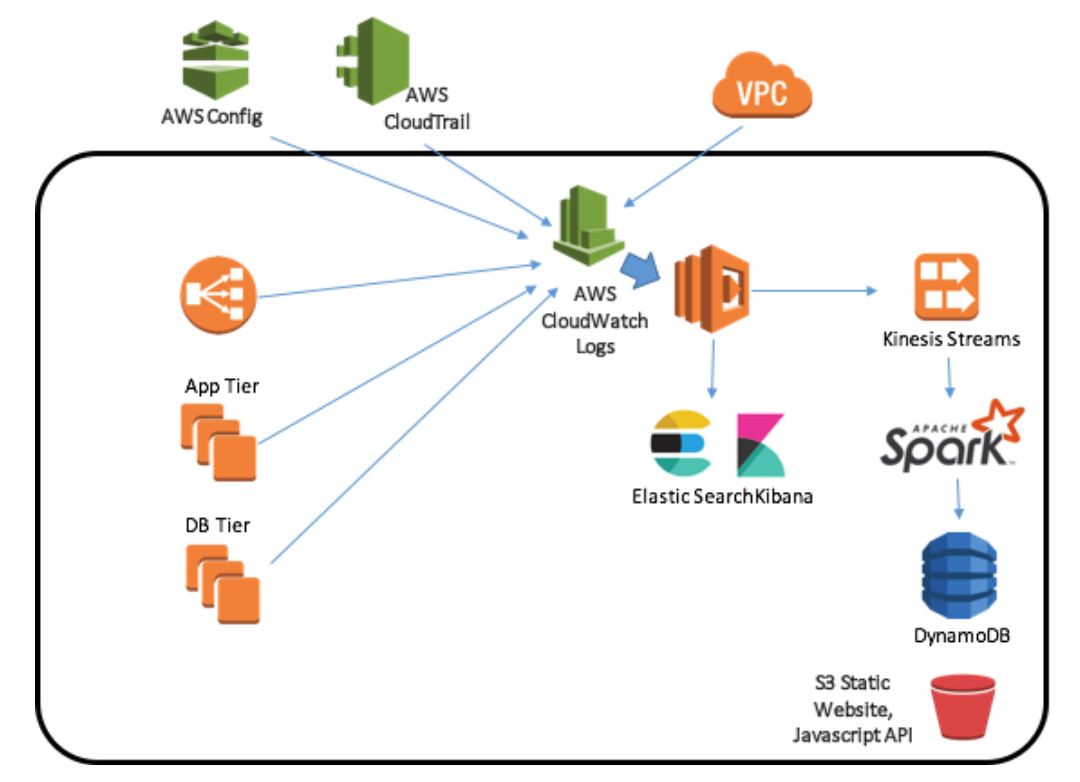 AWS Config
AWS
CloudTrail
VPC
AWS
CloudWatch
Logs
Kinesis Streams
App Tier
APACHE
Spark™
Elastic SearchKibana
DB Tier
DynamoDB
S3 Static
Website,
Javascript API